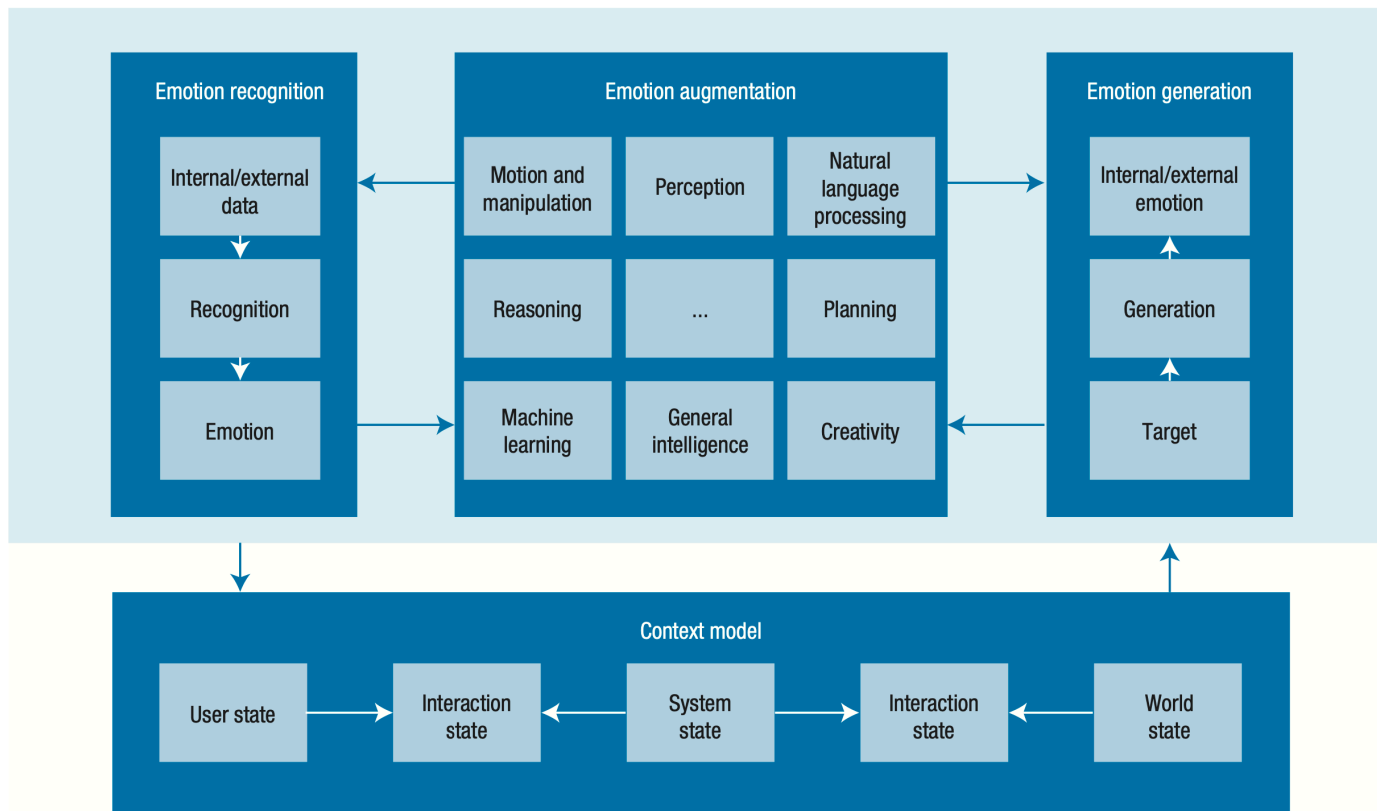 Emotion recognition
Internal/external
data
Recognition
Emotion
Emotion augmentation
Motion and
manipulation
Perception
Natural
language
processing
Reasoning
...
Planning
Machine
learning
General
intelligence
Creativity
Emotion generation
Internal/external
emotion
Generation
Target
Context model
User state
Interaction
state
System
state
Interaction
state
World
state